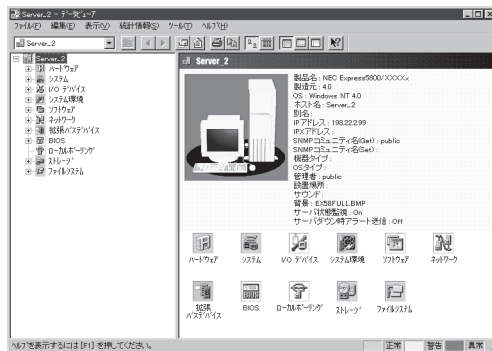 Server_2 - ﾃﾞｰﾀﾋﾞｭｰｱ
ﾌｧｲﾙ(F) 編集(E) 表示(V) 統計情報(S) ﾂｰﾙ(T) ﾍﾙﾌﾟ(H)
Server_2
Server_2
ﾊｰﾄﾞｳｪｱ
ｼｽﾃﾑ
I/O ﾃﾞﾊﾞｲｽ
ｼｽﾃﾑ環境
ｿﾌﾄｳｪｱ
ﾈｯﾄﾜｰｸ
拡張ﾊﾞｽﾃﾞﾊﾞｲｽ
BIOS
ﾛｰｶﾙﾎﾟｰﾘﾝｸﾞ
ｽﾄﾚｰｼﾞ
ﾌｧｲﾙｼｽﾃﾑ
Server_2
製品名 : NEC Express5800/XXXXx
製造元 : 4.0
OS : Windows NT 4.0
ホスト名 : Server_2
別名 :
IPアドレス : 198.22.2.99
IPXアドレス :
SNMPコミュニティ名(Get) : public
SNMPコミュニティ名(Set) :
機器タイプ :
OSタイプ :
管理者 : public
設置場所 :
サウンド :
背景 : EX58FULL.BMP
サーバ状態監視 : On
サーバダウン時アラート送信 : Off
ﾊｰﾄﾞｳｪｱ ｼｽﾃﾑ I/O ﾃﾞﾊﾞｲｽ ｼｽﾃﾑ環境 ｿﾌﾄｳｪｱ ﾈｯﾄﾜｰｸ
拡張ﾊﾞｽﾃﾞﾊﾞｲｽ BIOS ﾛｰｶﾙﾎﾟｰﾘﾝｸﾞ ｽﾄﾚｰｼﾞ ﾌｧｲﾙｼｽﾃﾑ
ﾍﾙﾌﾟを表示するには [F1] を押してください。 正常 警告 異常